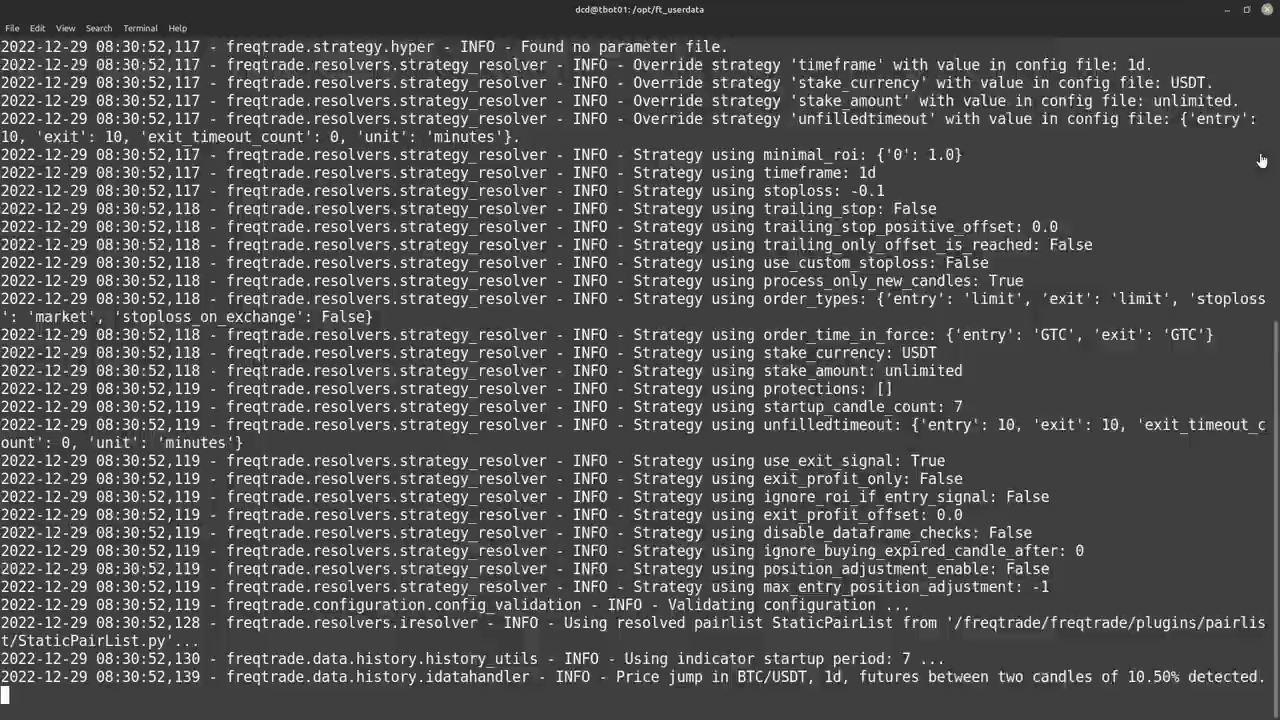 dcd@tbot01: /opt/ft_userdata
File Edit View Search Terminal Help
2022-12-29 08:30:52,117 - freqtrade.strategy.hyper - INFO - Found no parameter file.
2022-12-29 08:30:52,117 - freqtrade.resolvers.strategy_resolver - INFO - Override strategy 'timeframe' with value in config file: 1d.
2022-12-29 08:30:52,117 - freqtrade.resolvers.strategy_resolver - INFO - Override strategy 'stake_currency' with value in config file: USDT.
2022-12-29 08:30:52,117 - freqtrade.resolvers.strategy_resolver - INFO - Override strategy 'stake_amount' with value in config file: unlimited.
2022-12-29 08:30:52,117 - freqtrade.resolvers.strategy_resolver - INFO - Override strategy 'unfilledtimeout' with value in config file: {'entry':
10, 'exit': 10, 'exit_timeout_count': 0, 'unit': 'minutes'}.
2022-12-29 08:30:52,117 - freqtrade.resolvers.strategy_resolver - INFO - Strategy using minimal_roi: {'0': 1.0}
2022-12-29 08:30:52,117 - freqtrade.resolvers.strategy_resolver - INFO - Strategy using timeframe: 1d
2022-12-29 08:30:52,117 - freqtrade.resolvers.strategy_resolver - INFO - Strategy using stoploss: -0.1
2022-12-29 08:30:52,118 - freqtrade.resolvers.strategy_resolver - INFO - Strategy using trailing_stop: False
2022-12-29 08:30:52,118 - freqtrade.resolvers.strategy_resolver - INFO - Strategy using trailing_stop_positive_offset: 0.0
2022-12-29 08:30:52,118 - freqtrade.resolvers.strategy_resolver - INFO - Strategy using trailing_only_offset_is_reached: False
2022-12-29 08:30:52,118 - freqtrade.resolvers.strategy_resolver - INFO - Strategy using use_custom_stoploss: False
2022-12-29 08:30:52,118 - freqtrade.resolvers.strategy_resolver - INFO - Strategy using process_only_new_candles: True
2022-12-29 08:30:52,118 - freqtrade.resolvers.strategy_resolver - INFO - Strategy using order_types: {'entry': 'limit', 'exit': 'limit', 'stoploss
': 'market', 'stoploss_on_exchange': False}
2022-12-29 08:30:52,118 - freqtrade.resolvers.strategy_resolver - INFO - Strategy using order_time_in_force: {'entry': 'GTC', 'exit': 'GTC'}
2022-12-29 08:30:52,118 - freqtrade.resolvers.strategy_resolver - INFO - Strategy using stake_currency: USDT
2022-12-29 08:30:52,118 - freqtrade.resolvers.strategy_resolver - INFO - Strategy using stake_amount: unlimited
2022-12-29 08:30:52,119 - freqtrade.resolvers.strategy_resolver - INFO - Strategy using protections: []
2022-12-29 08:30:52,119 - freqtrade.resolvers.strategy_resolver - INFO - Strategy using startup_candle_count: 7
2022-12-29 08:30:52,119 - freqtrade.resolvers.strategy_resolver - INFO - Strategy using unfilledtimeout: {'entry': 10, 'exit': 10, 'exit_timeout_c
ount': 0, 'unit': 'minutes'}
2022-12-29 08:30:52,119 - freqtrade.resolvers.strategy_resolver - INFO - Strategy using use_exit_signal: True
2022-12-29 08:30:52,119 - freqtrade.resolvers.strategy_resolver - INFO - Strategy using exit_profit_only: False
2022-12-29 08:30:52,119 - freqtrade.resolvers.strategy_resolver - INFO - Strategy using ignore_roi_if_entry_signal: False
2022-12-29 08:30:52,119 - freqtrade.resolvers.strategy_resolver - INFO - Strategy using exit_profit_offset: 0.0
2022-12-29 08:30:52,119 - freqtrade.resolvers.strategy_resolver - INFO - Strategy using disable_dataframe_checks: False
2022-12-29 08:30:52,119 - freqtrade.resolvers.strategy_resolver - INFO - Strategy using ignore_buying_expired_candle_after: 0
2022-12-29 08:30:52,119 - freqtrade.resolvers.strategy_resolver - INFO - Strategy using position_adjustment_enable: False
2022-12-29 08:30:52,119 - freqtrade.resolvers.strategy_resolver - INFO - Strategy using max_entry_position_adjustment: -1
2022-12-29 08:30:52,119 - freqtrade.configuration.config_validation - INFO - Validating configuration ...
2022-12-29 08:30:52,128 - freqtrade.resolvers.iresolver - INFO - Using resolved pairlist StaticPairList from '/freqtrade/freqtrade/plugins/pairlis
t/StaticPairList.py'...
2022-12-29 08:30:52,130 - freqtrade.data.history.history_utils - INFO - Using indicator startup period: 7 ...
2022-12-29 08:30:52,139 - freqtrade.data.history.idatahandler - INFO - Price jump in BTC/USDT, 1d, futures between two candles of 10.50% detected.